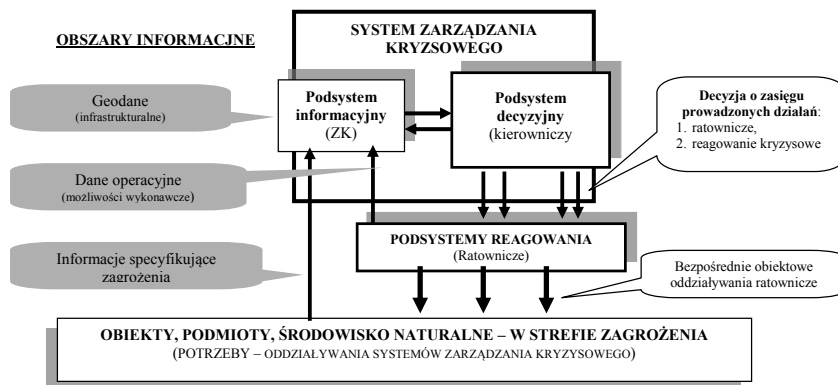 OBSZARY INFORMACJNE
SYSTEM ZARZĄDZANIA
KRYZSOWEGO
Geodane
(infrastrukturalne)
Podsystem
informacyjny
(ZK)
Podsystem
decyzyjny
(kierowniczy
Decyzja o zasięgu
prowadzonych działań:
1. ratownicze,
2. reagowanie kryzysowe
Dane operacyjne
(możliwości wykonawcze)
PODSYSTEMY REAGOWANIA
(Ratownicze)
Informacje specyfikujące
zagrożenia
Bezpośrednie obiektowe
oddziaływania ratownicze
OBIEKTY, PODMIOTY, ŚRODOWISKO NATURALNE – W STREFIE ZAGROŻENIA
(POTRZEBY – ODDZIAŁYWANIA SYSTEMÓW ZARZĄDZANIA KRYZYSOWEGO)